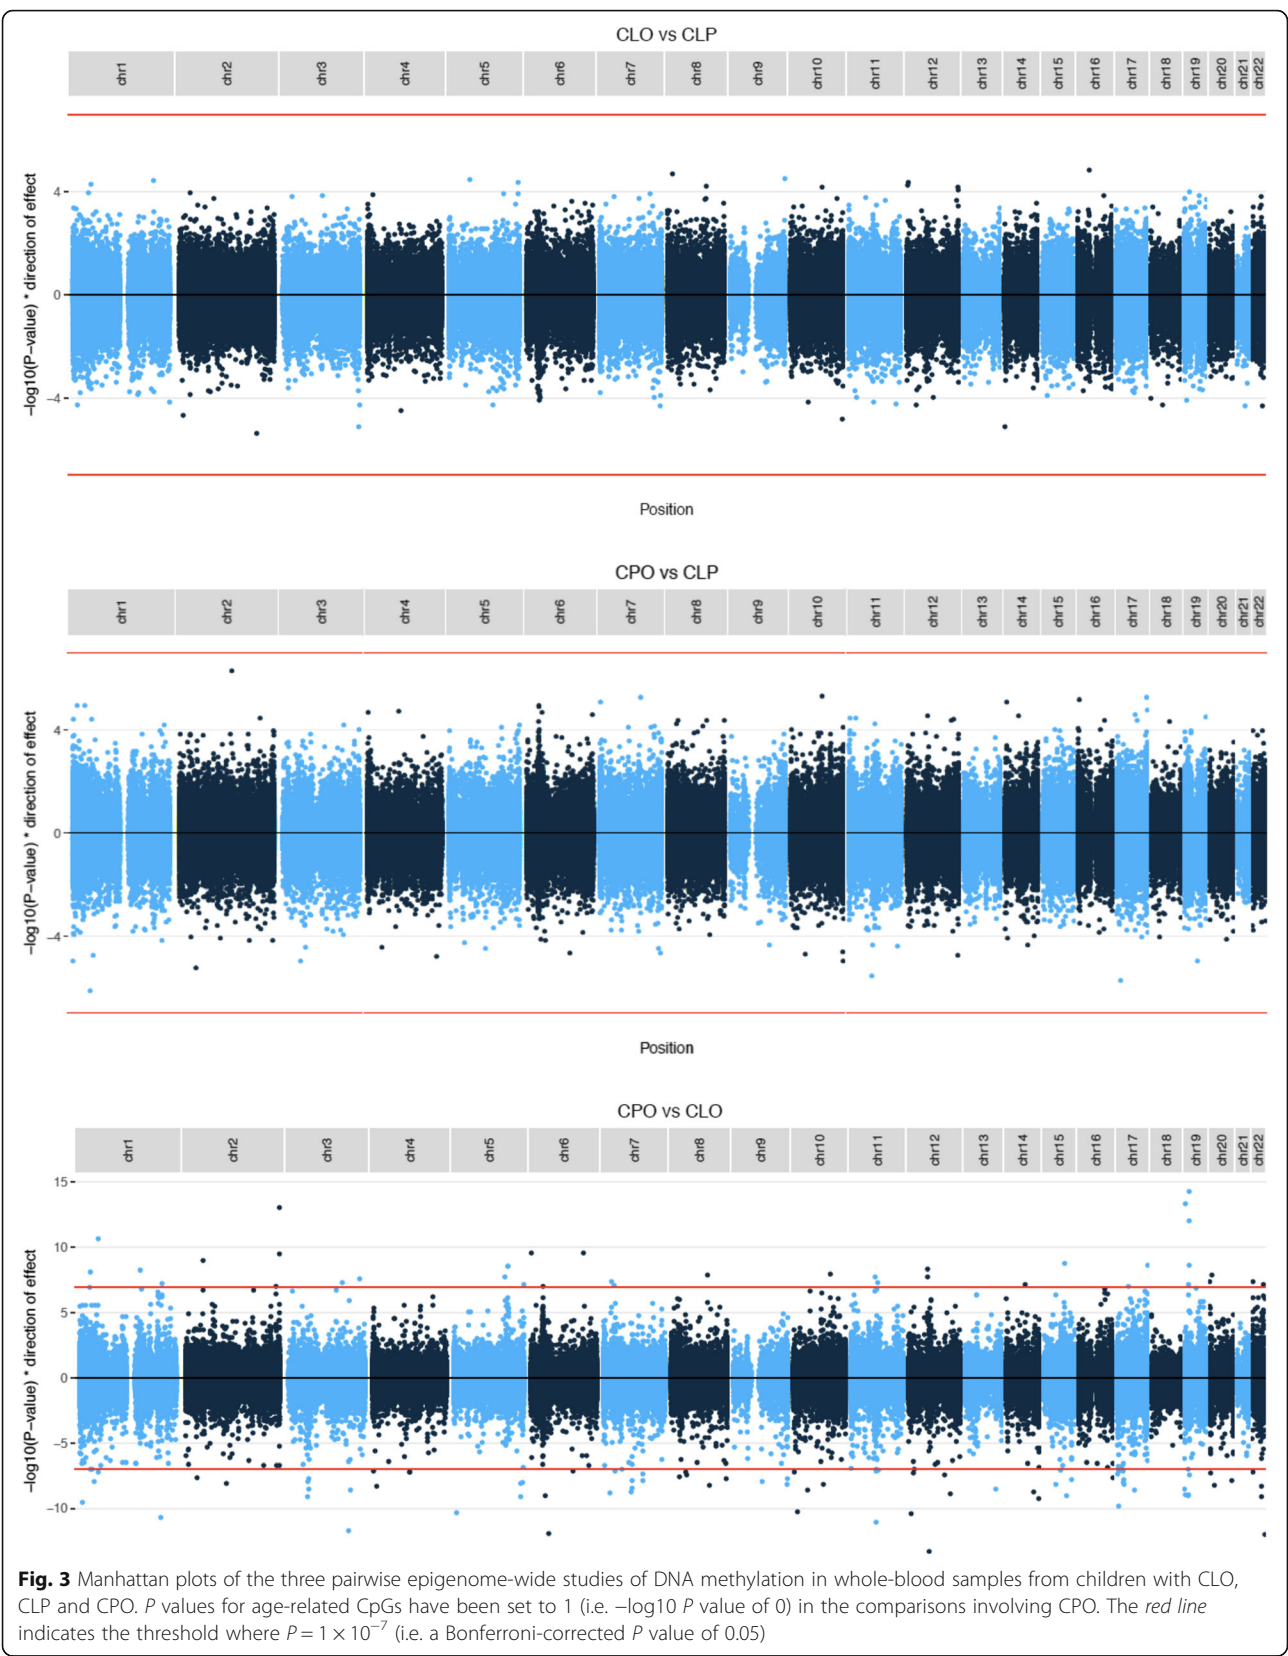 CLO vs CLP
chr1 chr2 chr3 chr4 chr5 chr6 chr7 chr8 chr9 chr10 chr11 chr12 chr13 chr14 chr15 chr16 chr17 chr18 chr19 chr20 chr21 chr22
−log10(P−value) * direction of effect
4
0
−4
Position
CPO vs CLP
chr1 chr2 chr3 chr4 chr5 chr6 chr7 chr8 chr9 chr10 chr11 chr12 chr13 chr14 chr15 chr16 chr17 chr18 chr19 chr20 chr21 chr22
−log10(P−value) * direction of effect
4
0
−4
Position
CPO vs CLO
chr1 chr2 chr3 chr4 chr5 chr6 chr7 chr8 chr9 chr10 chr11 chr12 chr13 chr14 chr15 chr16 chr17 chr18 chr19 chr20 chr21 chr22
−log10(P−value) * direction of effect
15
10
5
0
−5
−10
Fig. 3 Manhattan plots of the three pairwise epigenome-wide studies of DNA methylation in whole-blood samples from children with CLO,
CLP and CPO. P values for age-related CpGs have been set to 1 (i.e. −log10 P value of 0) in the comparisons involving CPO. The red line
indicates the threshold where P = 1 × 10⁻⁷ (i.e. a Bonferroni-corrected P value of 0.05)